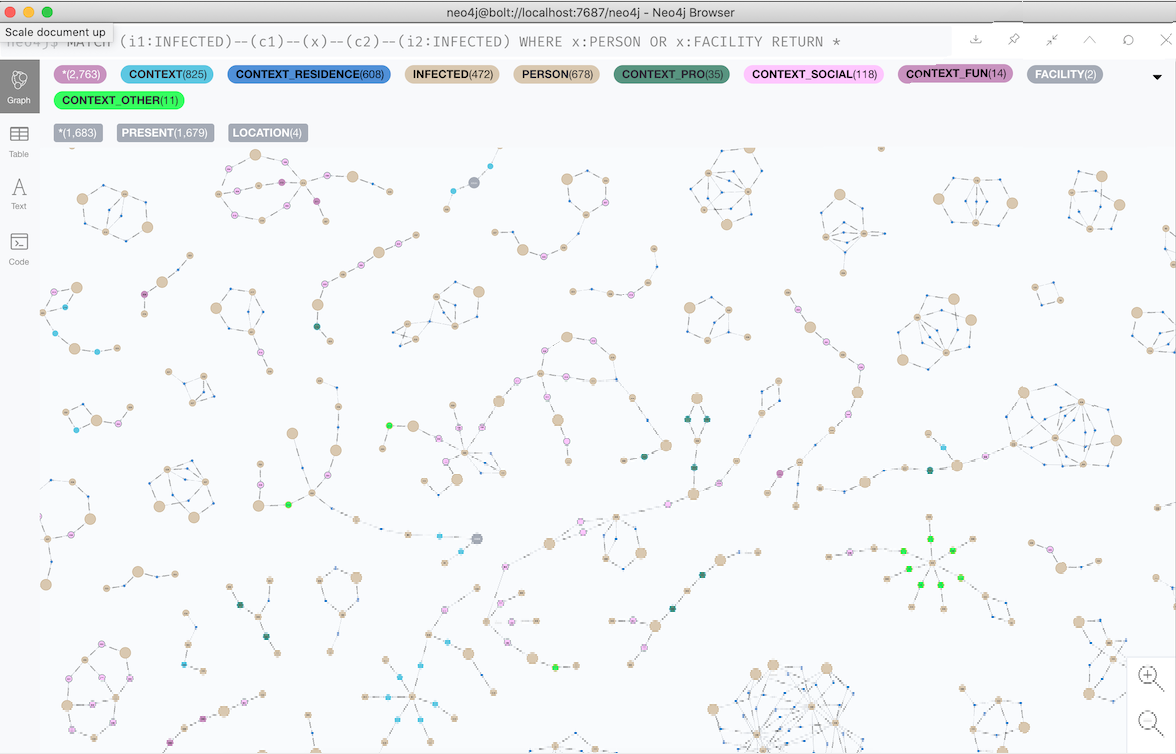 neo4j@bolt://localhost:7687/neo4j - Neo4j Browser
Scale document up
neo4j$ MATCH (i1:INFECTED)--(c1)--(x)--(c2)--(i2:INFECTED) WHERE x:PERSON OR x:FACILITY RETURN *
*(2,763) CONTEXT(825) CONTEXT_RESIDENCE(608) INFECTED(472) PERSON(678) CONTEXT_PRO(35) CONTEXT_SOCIAL(118) CONTEXT_FUN(14) FACILITY(2)
CONTEXT_OTHER(11)
*(1,683) PRESENT(1,679) LOCATION(4)
Graph
Table
Text
Code